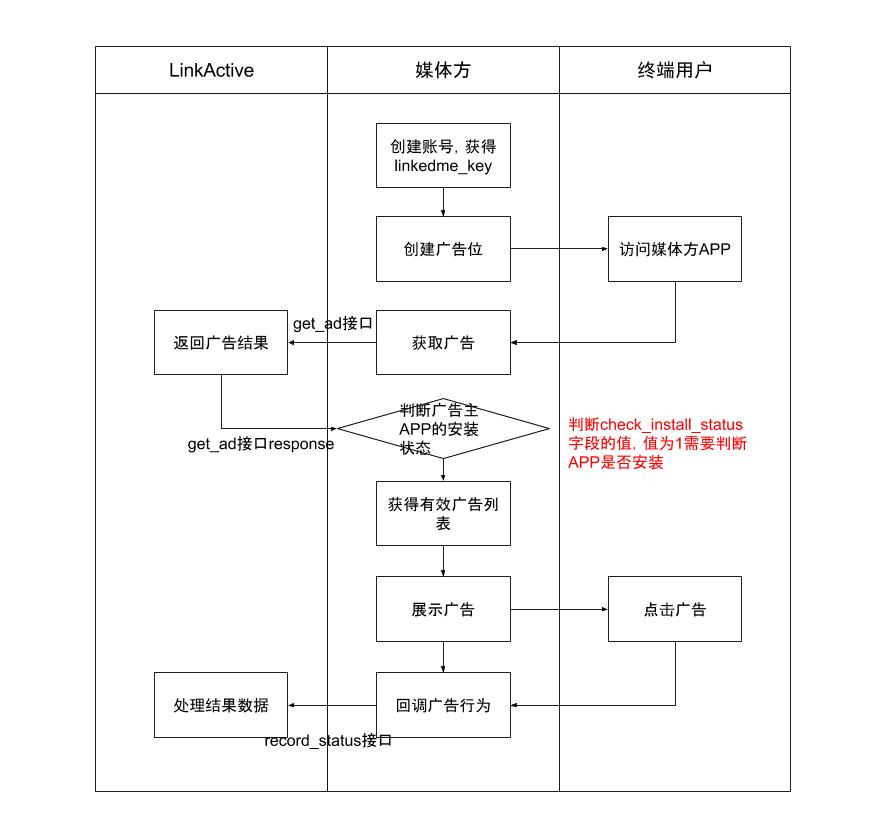 LinkActive
媒体方
终端用户
创建账号, 获得
linkedme_key
创建广告位
访问媒体方APP
get_ad接口
返回广告结果
获取广告
判断广告主
APP的安装
状态
get_ad接口response
判断check_install_status
字段的值, 值为1需要判断
APP是否安装
获得有效广告列
表
展示广告
点击广告
处理结果数据
回调广告行为
record_status接口